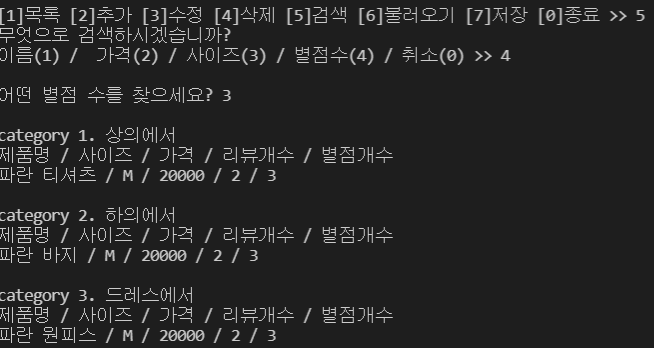 [1]목록 [2]추가 [3]수정 [4]삭제 [5]검색 [6]불러오기 [7]저장 [0]종료 >> 5
무엇으로 검색하시겠습니까?
이름(1) /  가격(2) / 사이즈(3) / 별점수(4) / 취소(0) >> 4
어떤 별점 수를 찾으세요? 3
category 1. 상의에서
제품명 / 사이즈 / 가격 / 리뷰개수 / 별점개수
파란 티셔츠 / M / 20000 / 2 / 3
category 2. 하의에서
제품명 / 사이즈 / 가격 / 리뷰개수 / 별점개수
파란 바지 / M / 20000 / 2 / 3
category 3. 드레스에서
제품명 / 사이즈 / 가격 / 리뷰개수 / 별점개수
파란 원피스 / M / 20000 / 2 / 3